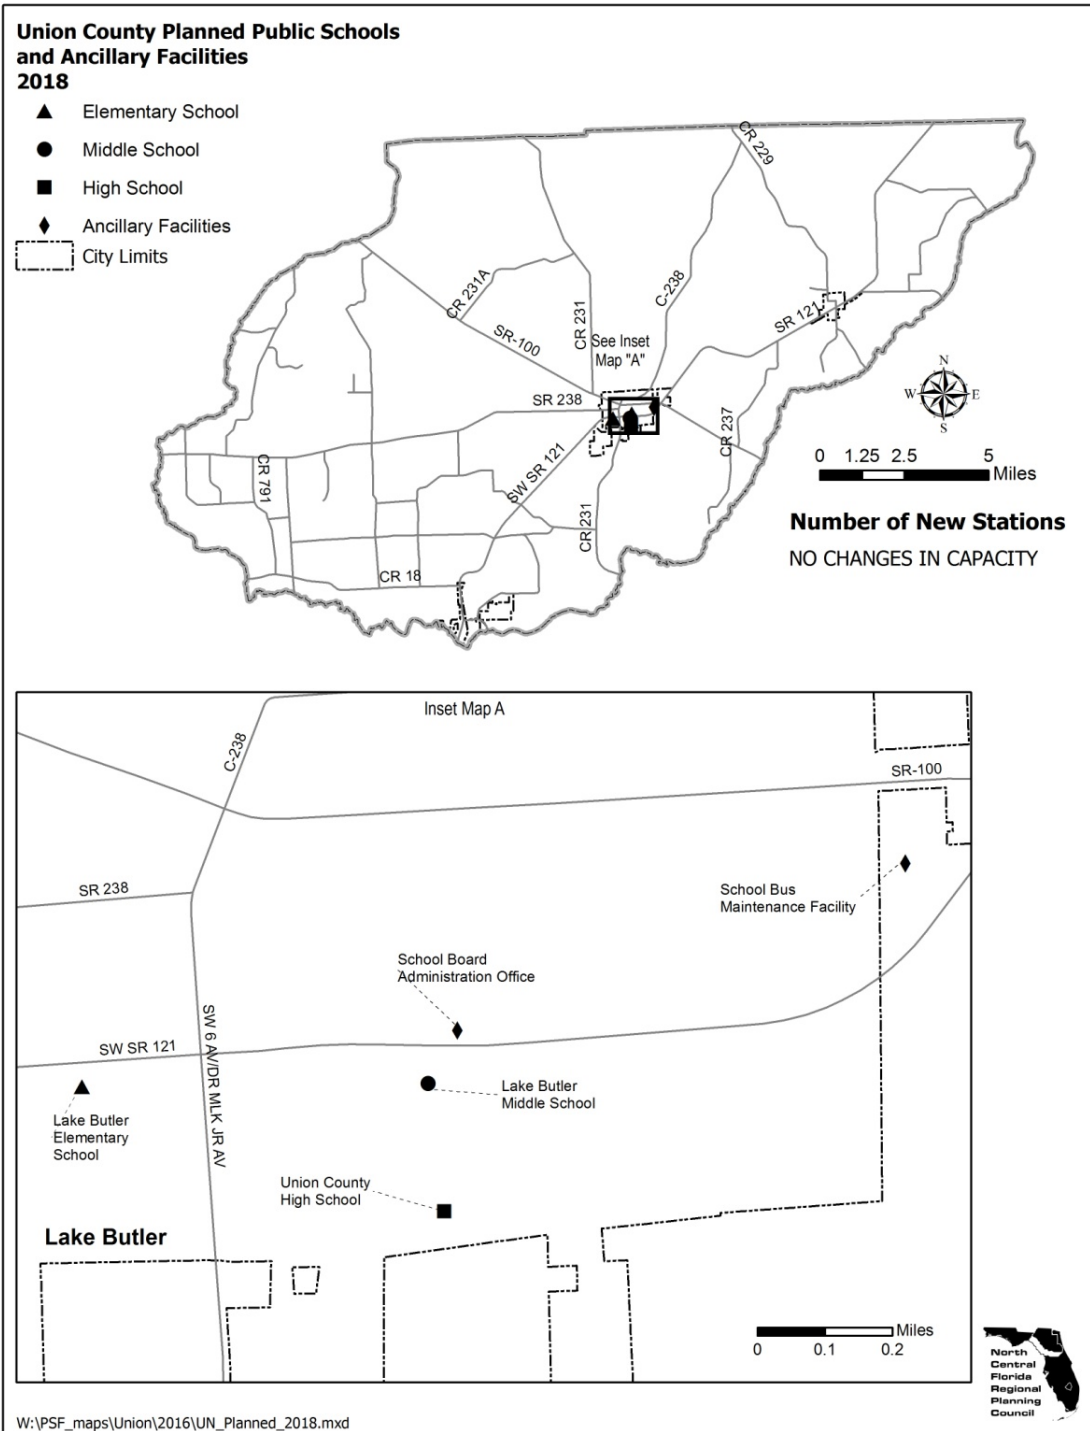 Union County Planned Public Schools
and Ancillary Facilities
2018
Elementary School
Middle School
High School
Ancillary Facilities
City Limits
CR 229
CR 231A
C-238
CR 231
SR-100
SR 121
See Inset
Map "A"
SR 238
SW SR 121
CR 237
CR 791
CR 231
CR 18
N
W
E
S
0 1.25 2.5 5
Miles
Number of New Stations
NO CHANGES IN CAPACITY
Inset Map A
C-238
SR-100
SR 238
School Bus
Maintenance Facility
School Board
Administration Office
SW SR 121
SW 6 AV/DR MLK JR AV
Lake Butler
Middle School
Lake Butler
Elementary
School
Union County
High School
Lake Butler
Miles
0 0.1 0.2
North
Central
Florida
Regional
Planning
Council
W:\PSF_maps\Union\2016\UN_Planned_2018.mxd